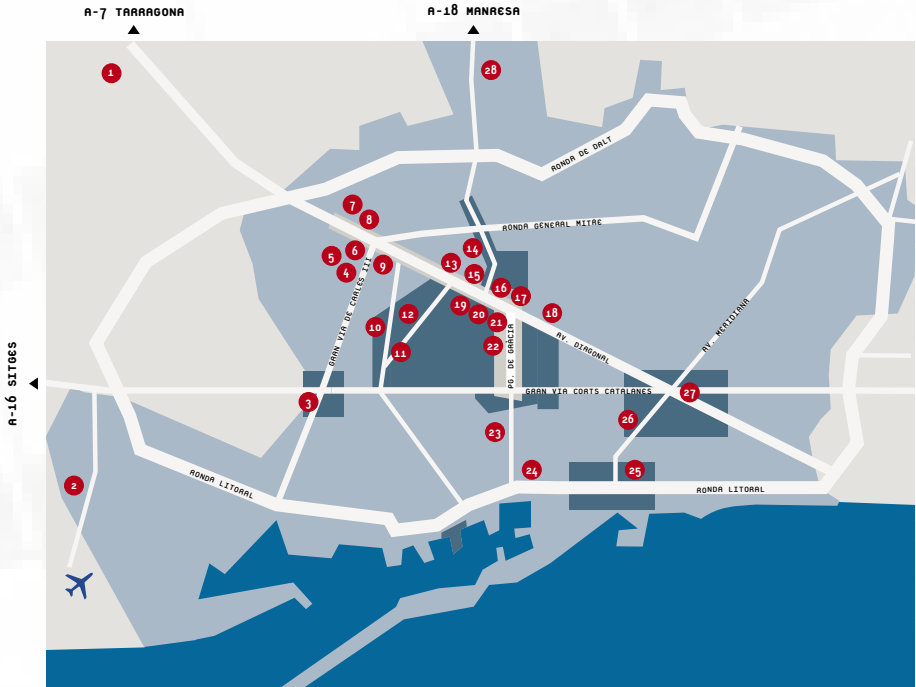 A-7 TARRAGONA
A-18 MANRESA
1
28
RONDA DE DALT
7
8
RONDA GENERAL MITRE
5
6
4
9
14
13
15
GRAN VIA DE CARLES III
16
17
19
20
18
12
10
21
AV. MERIDIANA
22
11
AV. DIAGONAL
PG. DE GRÀCIA
A-16 SITGES
GRAN VIA CORTS CATALANES
27
3
26
23
24
25
2
RONDA LITORAL
RONDA LITORAL